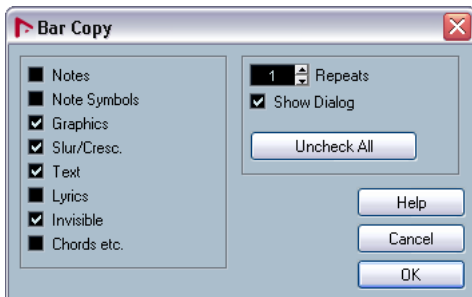 Bar Copy
Notes
Note Symbols
Graphics
Slur/Cresc.
Text
Lyrics
Invisible
Chords etc.
1 Repeats
Show Dialog
Uncheck All
Help
Cancel
OK